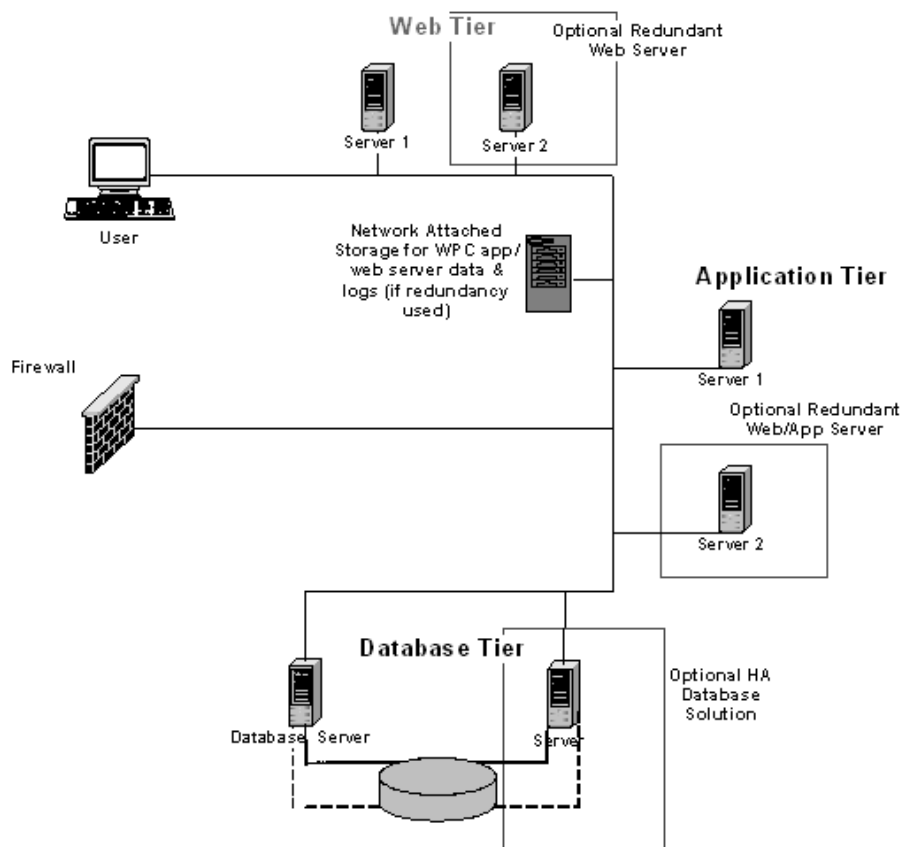 Web Tier
Optional Redundant
Web Server
Server 1
Server 2
User
Network Attached
Storage for WPC app/
web server data &
logs (if redundancy
used)
Application Tier
Server 1
Firewall
Optional Redundant
Web/App Server
Server 2
Database Tier
Optional HA
Database
Solution
Database Server
Server